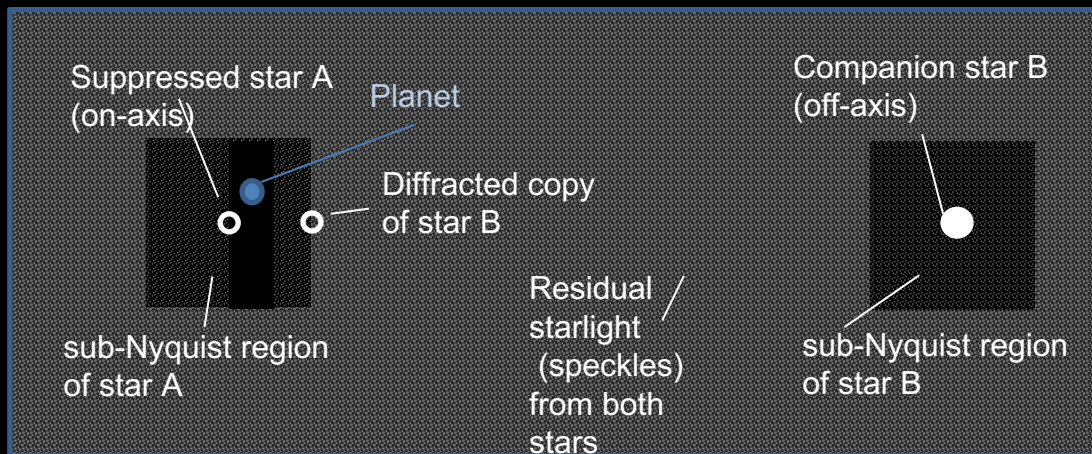 Suppressed star A
(on-axis)
Planet
Companion star B
(off-axis)
Diffracted copy
of star B
Residual
starlight
(speckles)
from both
stars
sub-Nyquist region
of star A
sub-Nyquist region
of star B